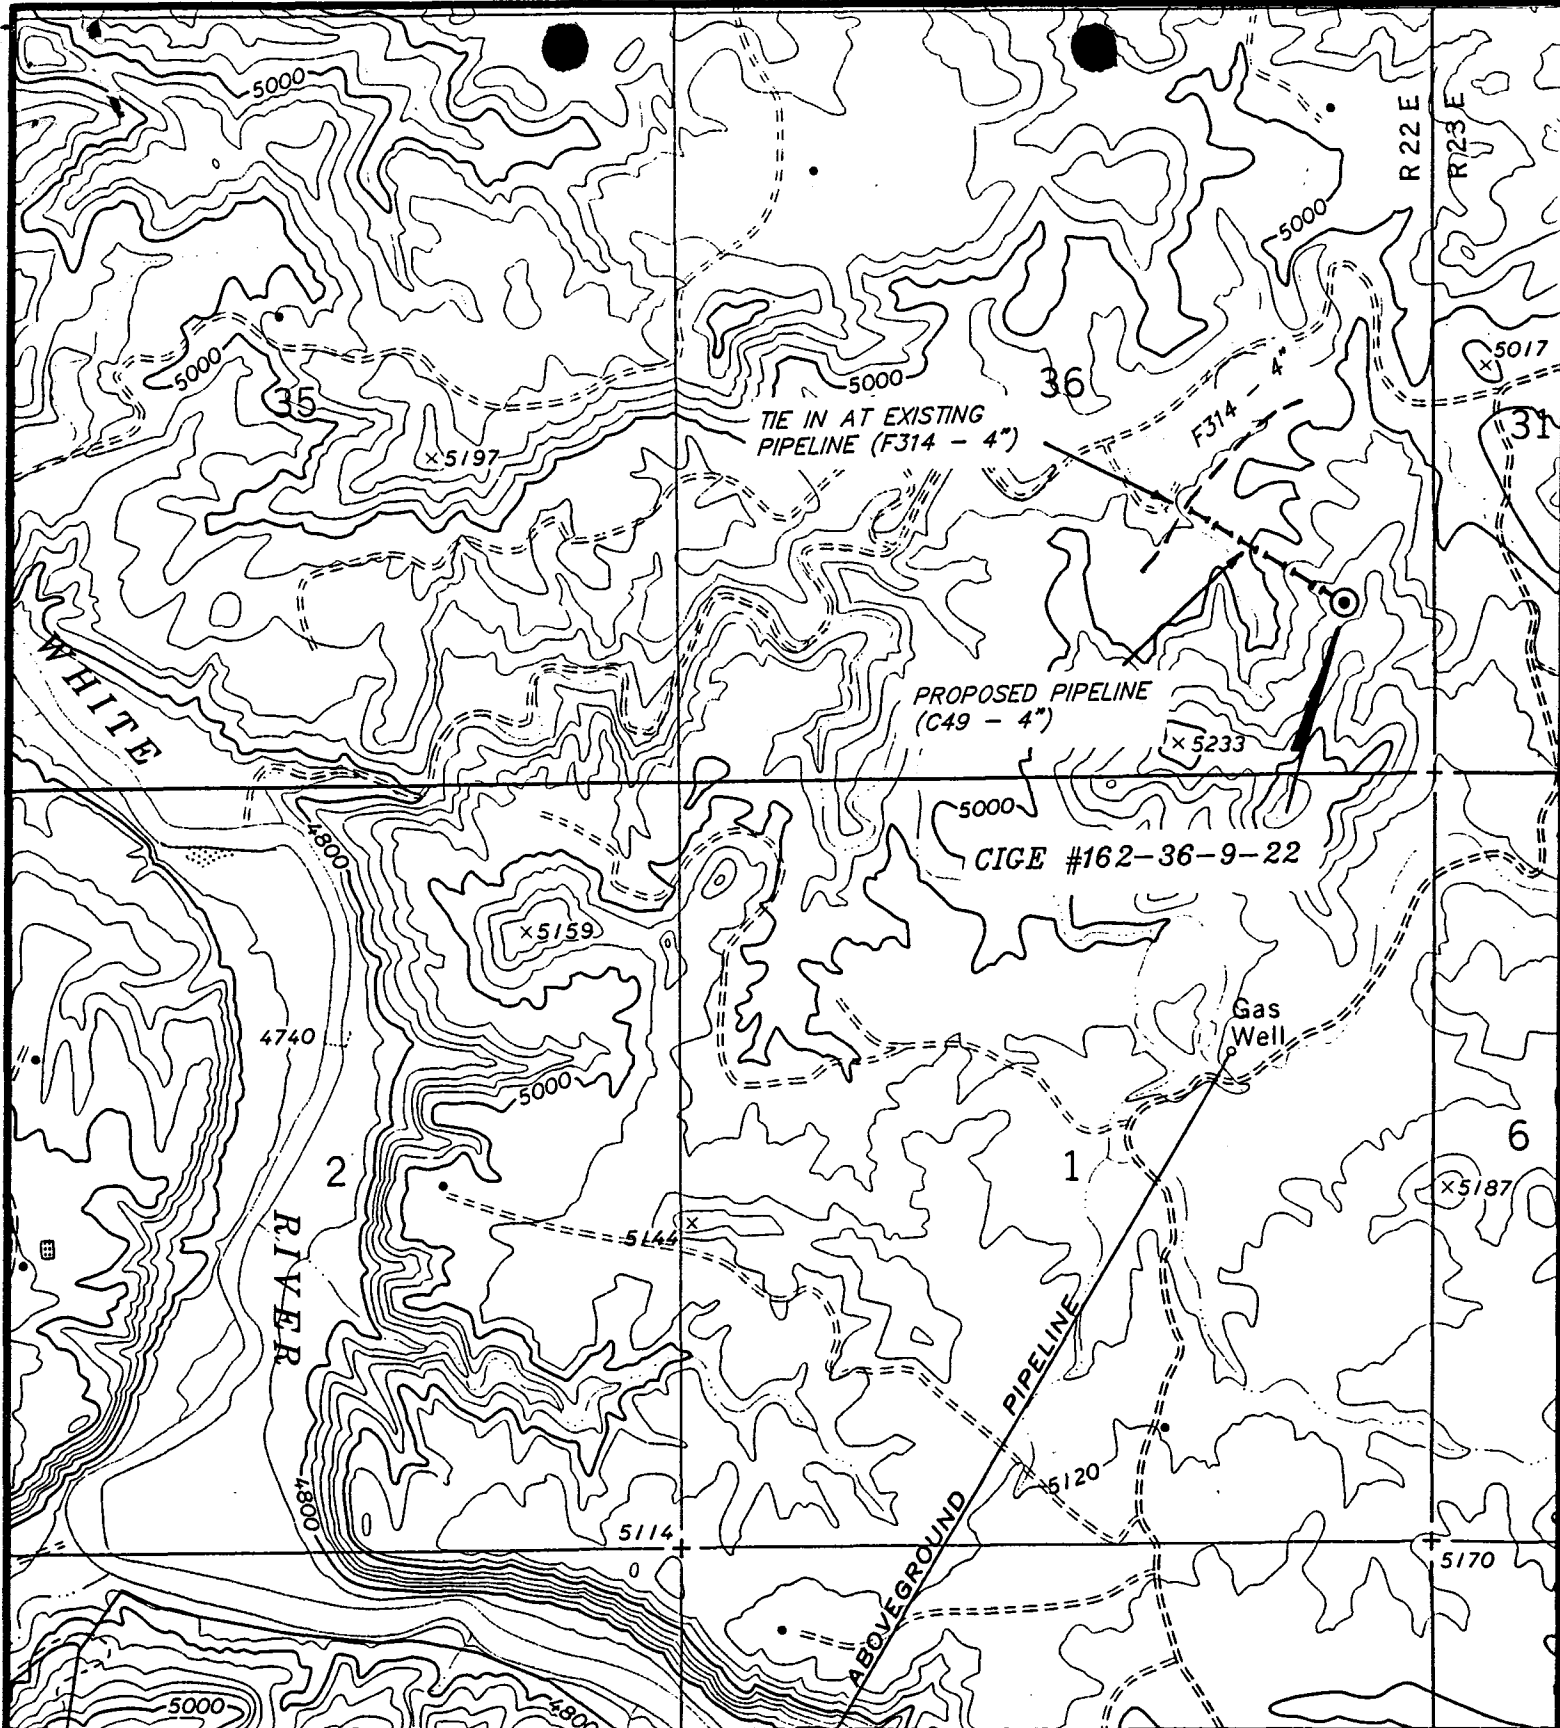 5000
R 22 E
R 23 E
5000
5017
5000
35
5000
36
F314 - 4"
31
TIE IN AT EXISTING
PIPELINE (F314 - 4")
×5197
WHITE
PROPOSED PIPELINE
(C49 - 4")
×5233
5000
4800
CIGE #162-36-9-22
×5159
4740
Gas
Well
5000
2
1
6
×5187
RIVER
5144
×
PIPELINE
5120
4800
ABOVEGROUND
5114
5170
5000
4800